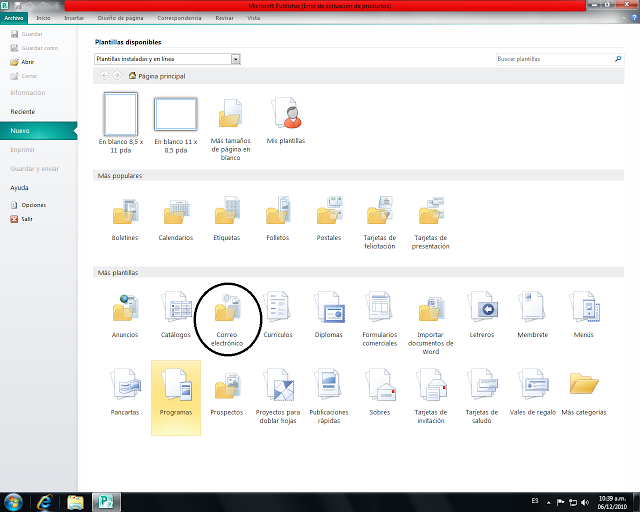 Microsoft Publisher (Error de activación de productos)
Archivo Inicio Insertar Diseño de página Correspondencia Revisar Vista
Guardar
Guardar como
Abrir
Cerrar
Información
Reciente
Nuevo
Imprimir
Guardar y enviar
Ayuda
Opciones
Salir
Plantillas disponibles
Plantillas instaladas y en línea
Buscar plantillas
Página principal
En blanco 8,5 x
11 pda
En blanco 11 x
8,5 pda
Más tamaños
de página en
blanco
Mis plantillas
Más populares
Boletines
Calendarios
Etiquetas
Folletos
Postales
Tarjetas de
felicitación
Tarjetas de
presentación
Más plantillas
Anuncios
Catálogos
Correo
electrónico
Currículos
Diplomas
Formularios
comerciales
Importar
documentos de
Word
Letreros
Membrete
Menús
Pancartas
Programas
Prospectos
Proyectos para
doblar hojas
Publicaciones
rápidas
Sobres
Tarjetas de
invitación
Tarjetas de
saludo
Vales de regalo
Más categorías
ES
10:39 a.m.
06/12/2010